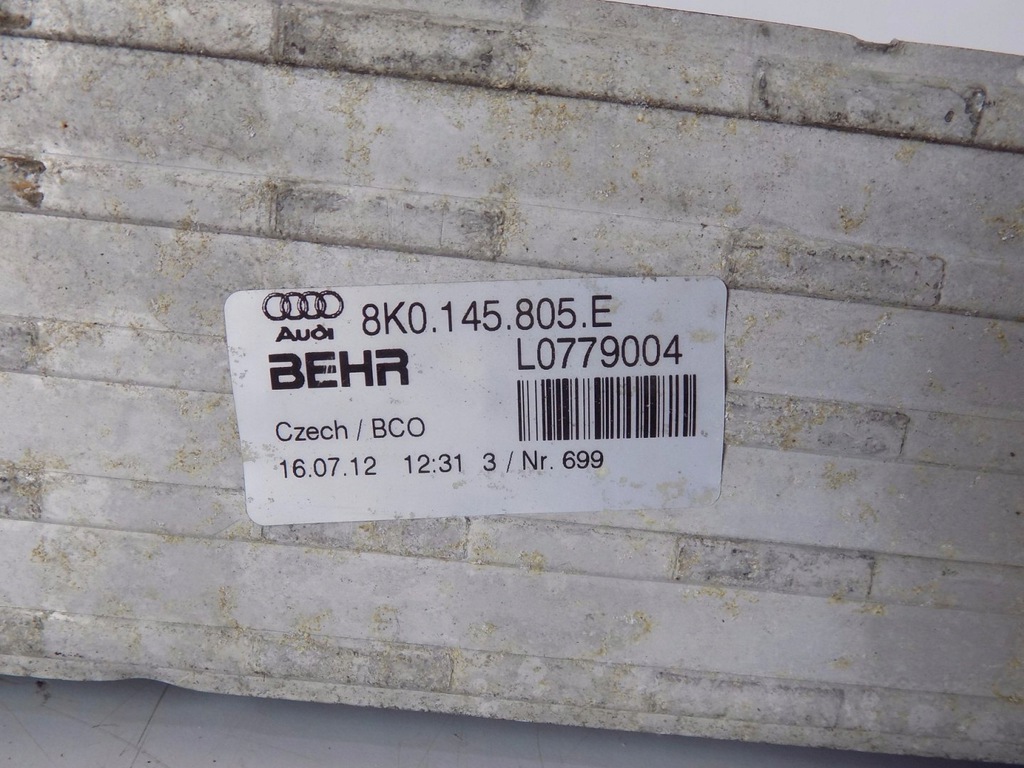 Audi 8K0.145.805.E
BEHR L0779004
Czech / BCO
16.07.12 12:31 3 / Nr. 699